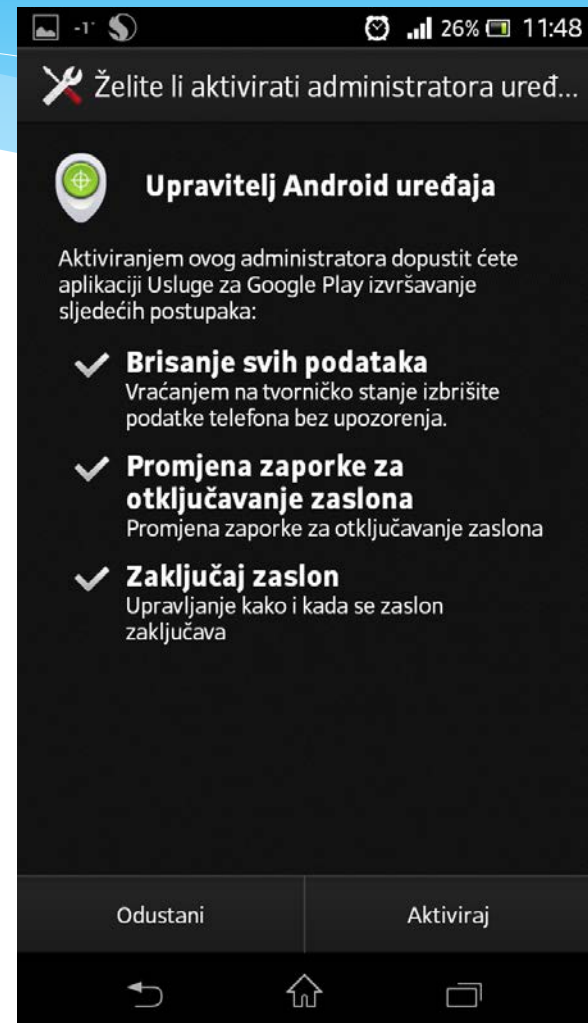 -1° 26% 11:48
Želite li aktivirati administratora uređ...
Upravitelj Android uređaja
Aktiviranjem ovog administratora dopustit ćete
aplikaciji Usluge za Google Play izvršavanje
sljedećih postupaka:
Brisanje svih podataka
Vraćanjem na tvorničko stanje izbrišite
podatke telefona bez upozorenja.
Promjena zaporke za
otključavanje zaslona
Promjena zaporke za otključavanje zaslona
Zaključaj zaslon
Upravljanje kako i kada se zaslon
zaključava
Odustani Aktiviraj